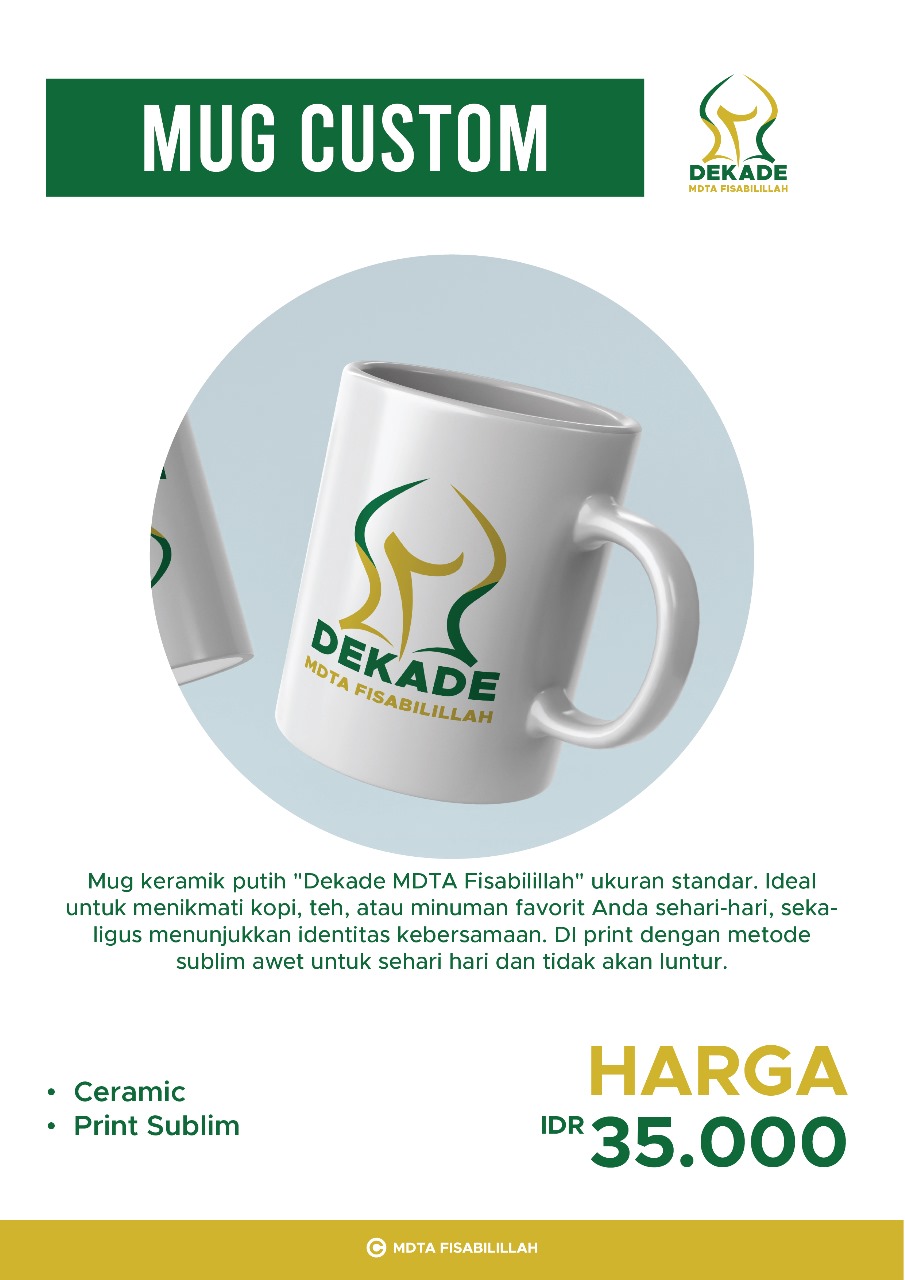 MUG CUSTOM
DEKADE
MDTA FISABILILLAH
DEKADE
MDTA FISABILILLAH
Mug keramik putih "Dekade MDTA Fisabilillah" ukuran standar. Ideal
untuk menikmati kopi, teh, atau minuman favorit Anda sehari-hari, seka-
ligus menunjukkan identitas kebersamaan. DI print dengan metode
sublim awet untuk sehari hari dan tidak akan luntur.
• Ceramic
• Print Sublim
HARGA
IDR 35.000
© MDTA FISABILILLAH